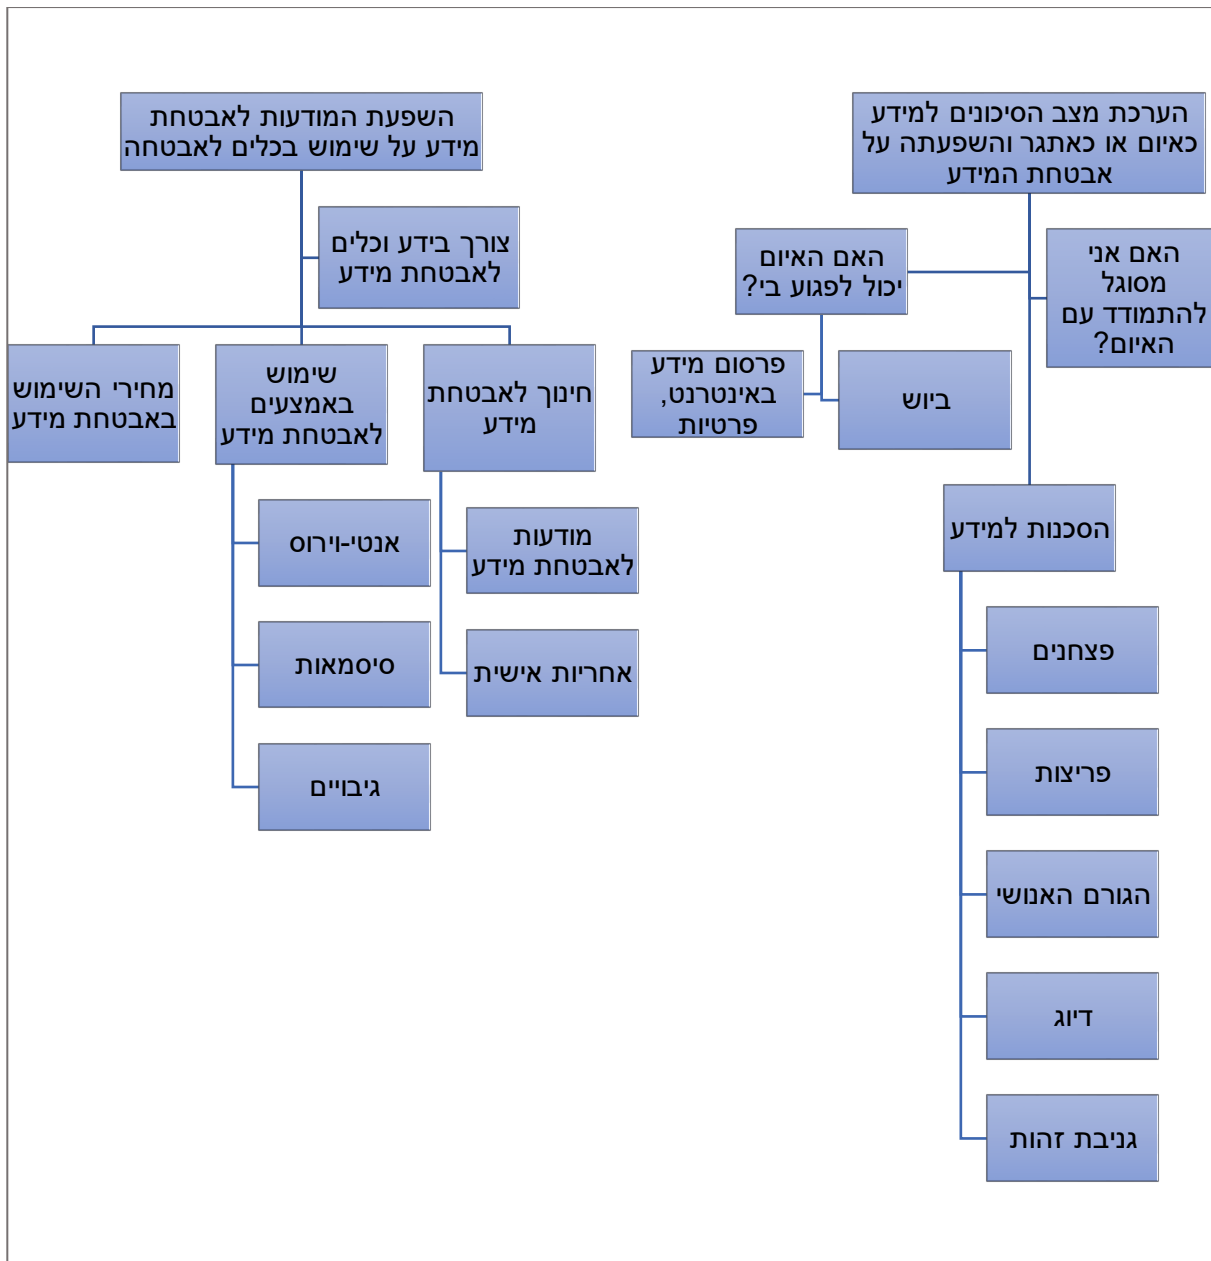 הערכת מצב הסיכונים למידע
כאיום או כאתגר והשפעתה על
אבטחת המידע
האם אני
מסוגל
להתמודד עם
האיום?
האם האיום
יכול לפגוע בי?
ביוש
פרסום מידע
באינטרנט,
פרטיות
הסכנות למידע
פצחנים
פריצות
הגורם האנושי
דיוג
גניבת זהות
השפעת המודעות לאבטחת
מידע על שימוש בכלים לאבטחה
צורך בידע וכלים
לאבטחת מידע
חינוך לאבטחת
מידע
מודעות
לאבטחת מידע
אחריות אישית
שימוש
באמצעים
לאבטחת מידע
אנטי-וירוס
סיסמאות
גיבויים
מחירי השימוש
באבטחת מידע